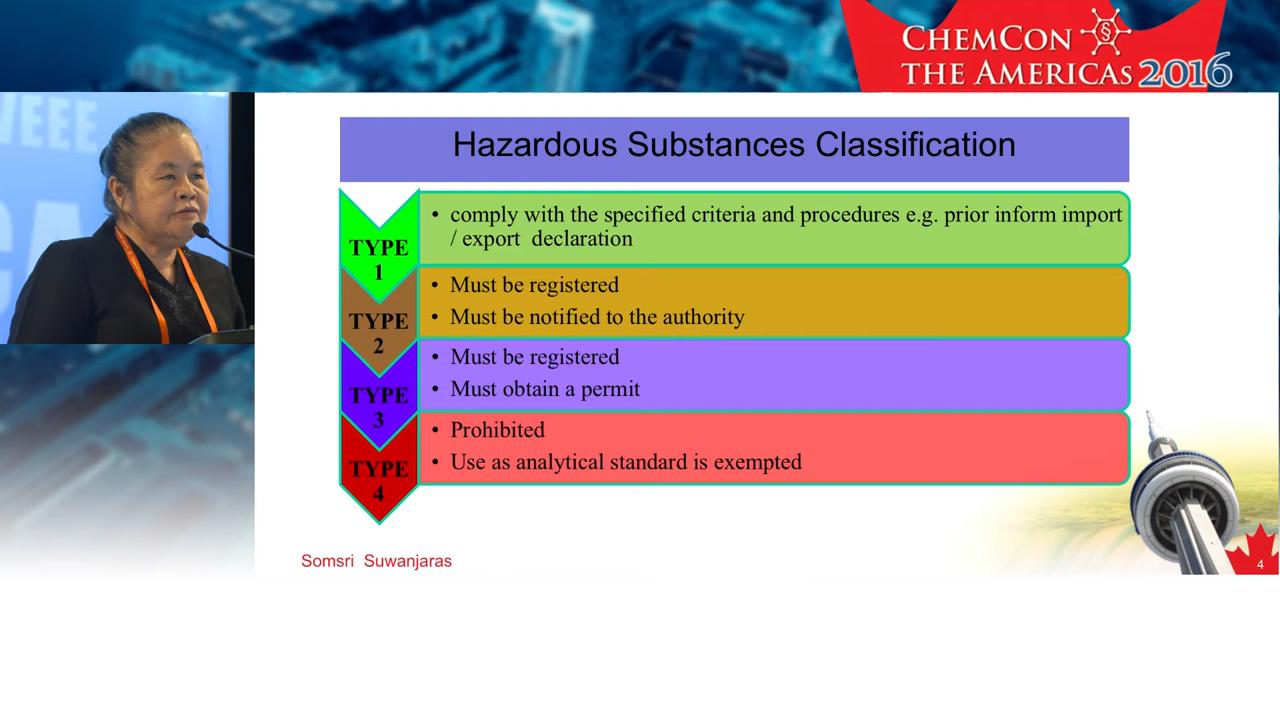 CHEMCON §
THE AMERICAS 2016
Hazardous Substances Classification
TYPE
1
• comply with the specified criteria and procedures e.g. prior inform import
/ export declaration
TYPE
2
• Must be registered
• Must be notified to the authority
TYPE
3
• Must be registered
• Must obtain a permit
TYPE
4
• Prohibited
• Use as analytical standard is exempted
Somsri Suwanjaras
4